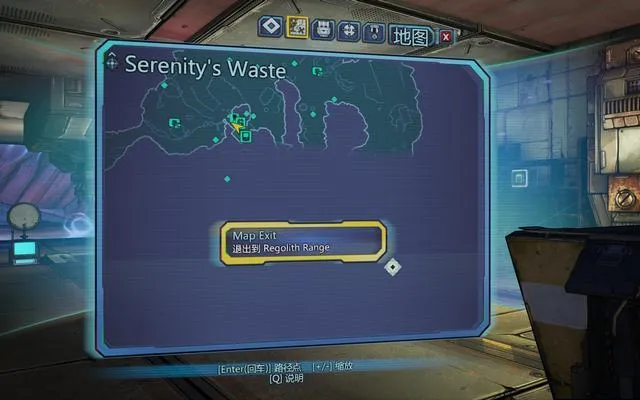 地图
Serenity's Waste
Map Exit
退出到 Regolith Range
[Enter(回车)] 路径点 [+/-] 缩放
[Q] 说明